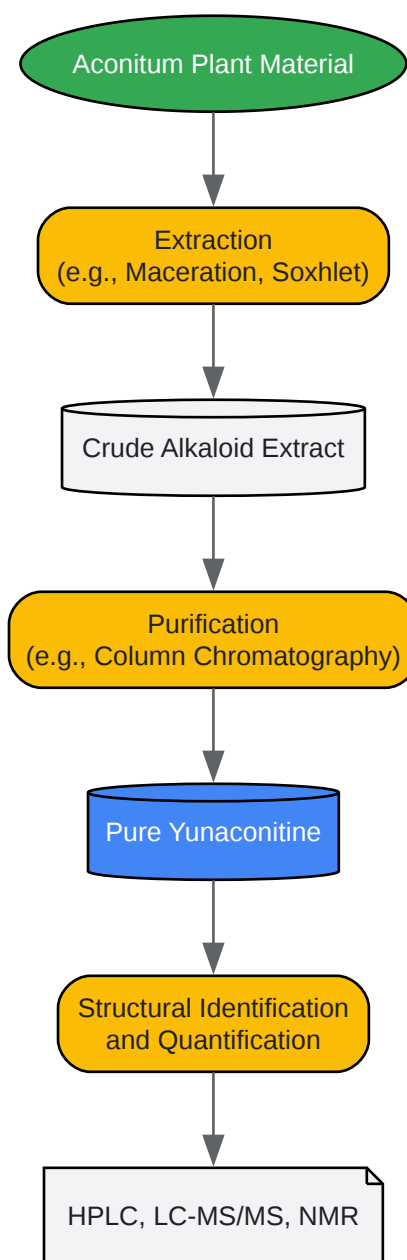 Aconitum Plant Material
Extraction
(e.g., Maceration, Soxhlet)
Crude Alkaloid Extract
Purification
(e.g., Column Chromatography)
Pure Yunaconitine
Structural Identification
and Quantification
HPLC, LC-MS/MS, NMR